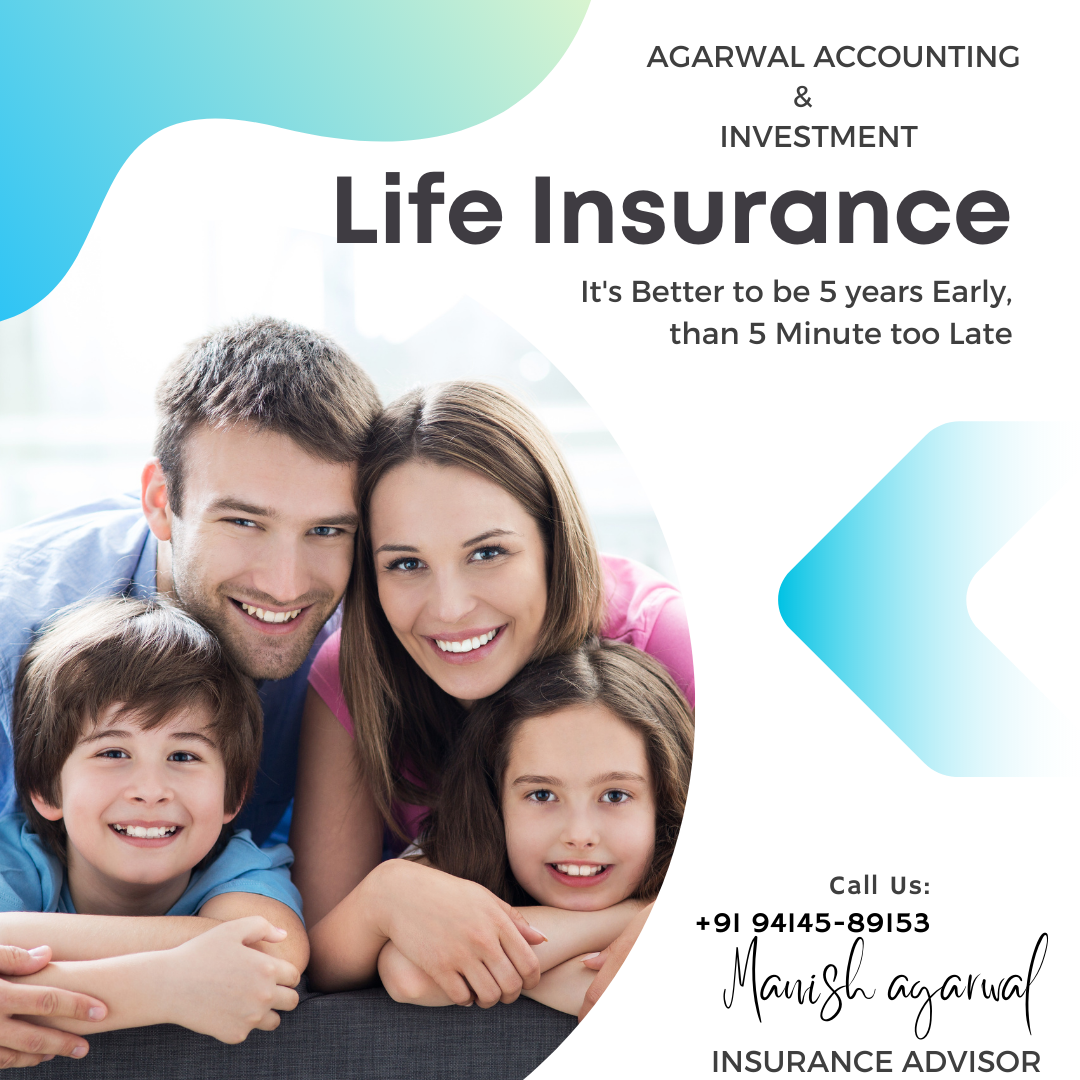 AGARWAL ACCOUNTING
&
INVESTMENT
Life Insurance
It's Better to be 5 years Early,
than 5 Minute too Late
Call Us:
+91 94145-89153
Manish agarwal
INSURANCE ADVISOR